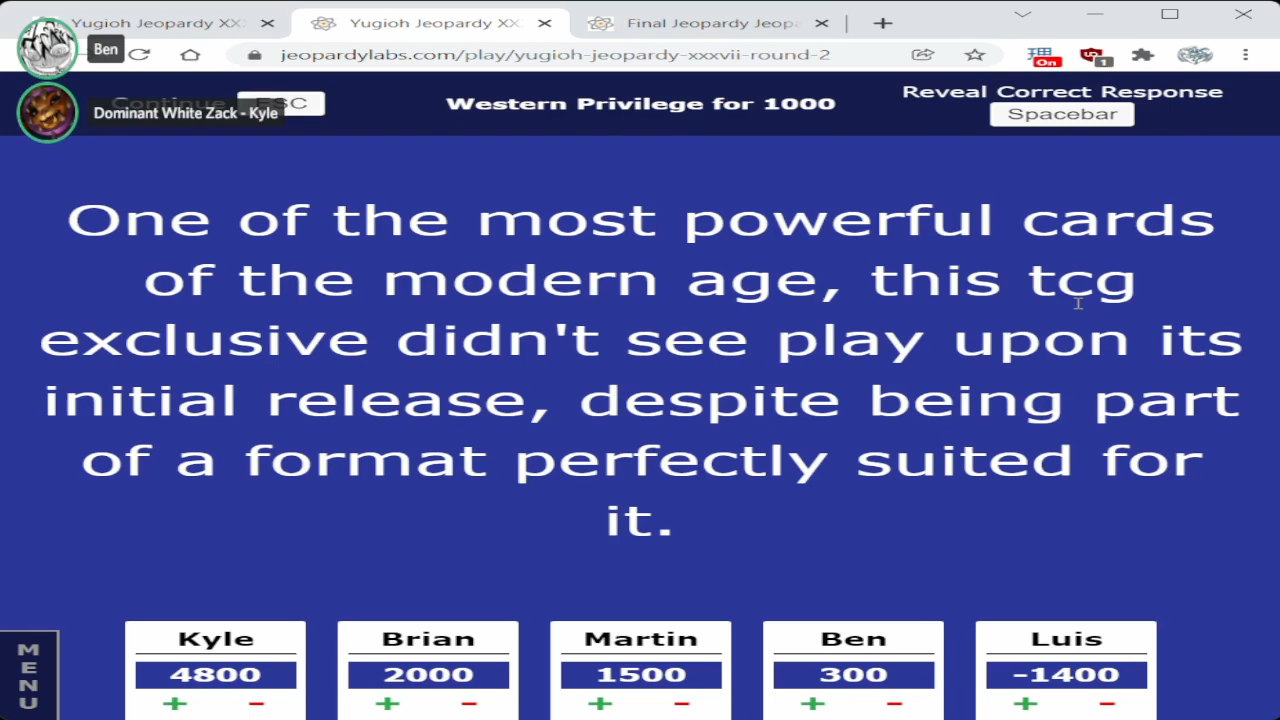 Yugioh Jeopardy XX
Yugioh Jeopardy XX
Final Jeopardy Jeop
Ben
jeopardylabs.com/play/yugioh-jeopardy-xxxvii-round-2
On
1
Continue ESC
Dominant White Zack - Kyle
Western Privilege for 1000
Reveal Correct Response
Spacebar
One of the most powerful cards
of the modern age, this tcg
exclusive didn't see play upon its
initial release, despite being part
of a format perfectly suited for
it.
MENU
Kyle Brian Martin Ben Luis
4800 2000 1500 300 -1400
+ - + - + - + - + -